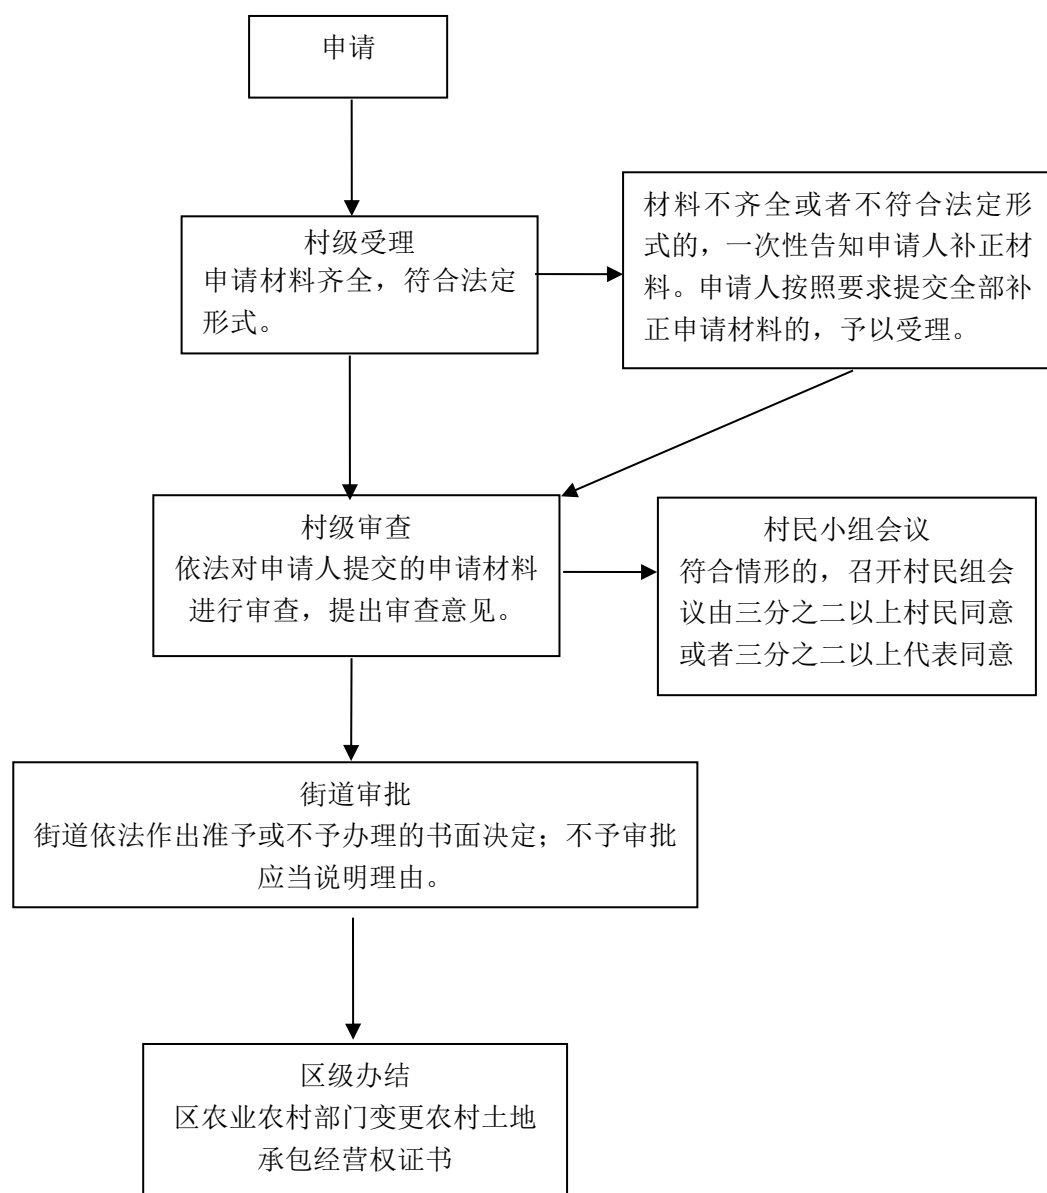 申请
村级受理
申请材料齐全，符合法定
形式。
材料不齐全或者不符合法定形
式的，一次性告知申请人补正材
料。申请人按照要求提交全部补
正申请材料的，予以受理。
村级审查
依法对申请人提交的申请材料
进行审查，提出审查意见。
村民小组会议
符合情形的，召开村民组会
议由三分之二以上村民同意
或者三分之二以上代表同意
街道审批
街道依法作出准予或不予办理的书面决定；不予审批
应当说明理由。
区级办结
区农业农村部门变更农村土地
承包经营权证书